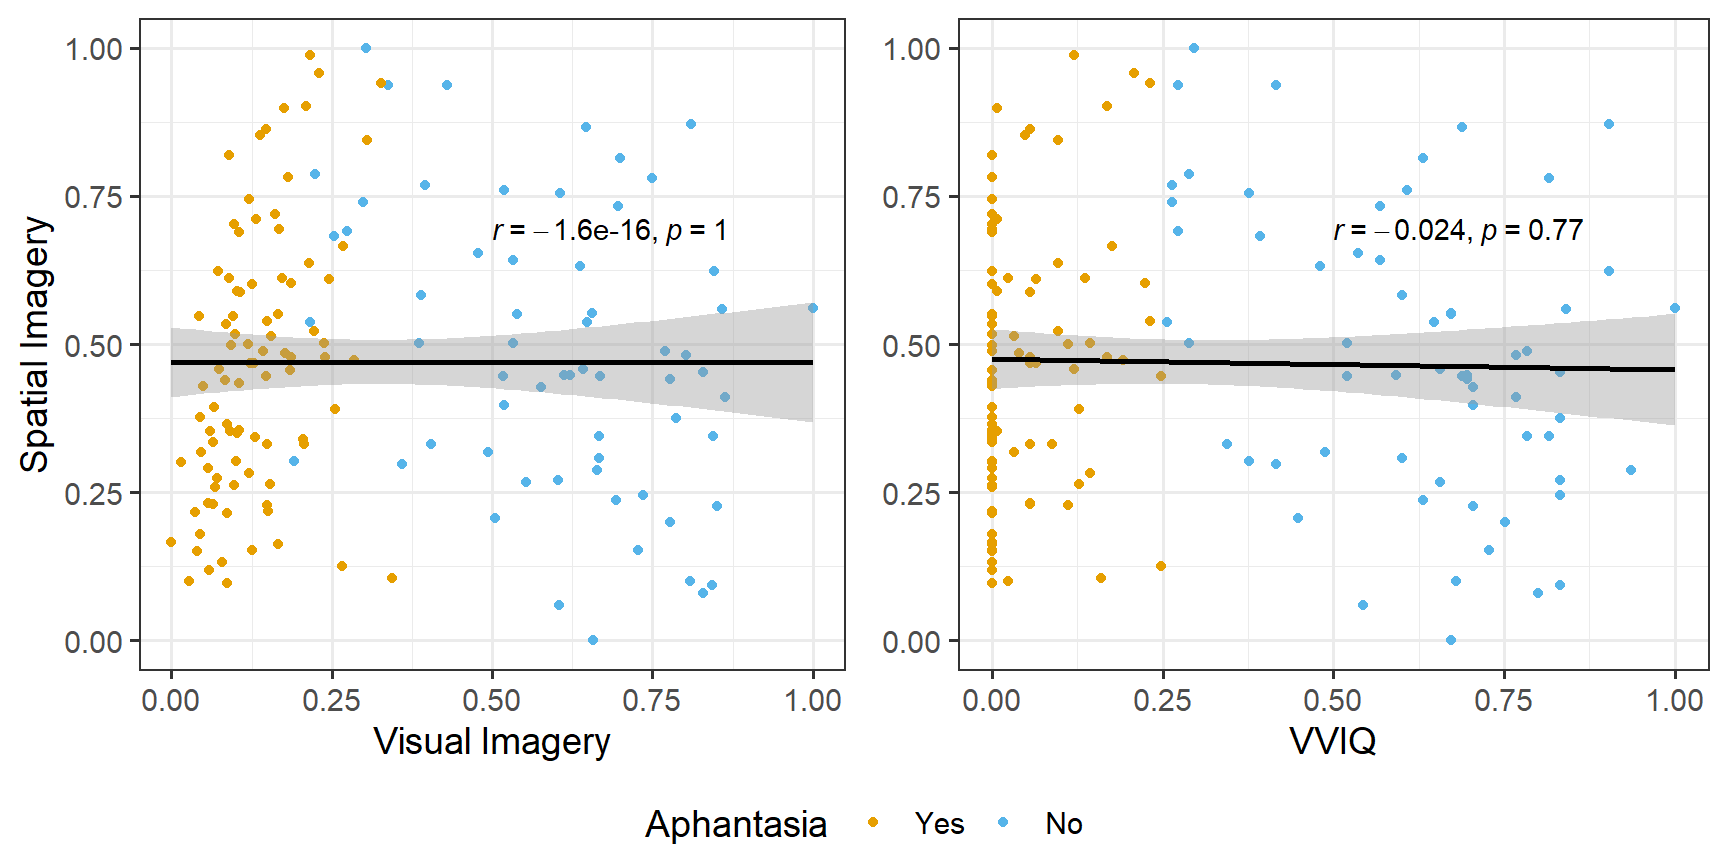 Spatial Imagery
1.00
0.75
0.50
0.25
0.00
r = −1.6e-16, p = 1
0.00 0.25 0.50 0.75 1.00
Visual Imagery
1.00
0.75
0.50
0.25
0.00
r = −0.024, p = 0.77
0.00 0.25 0.50 0.75 1.00
VVIQ
Aphantasia Yes No